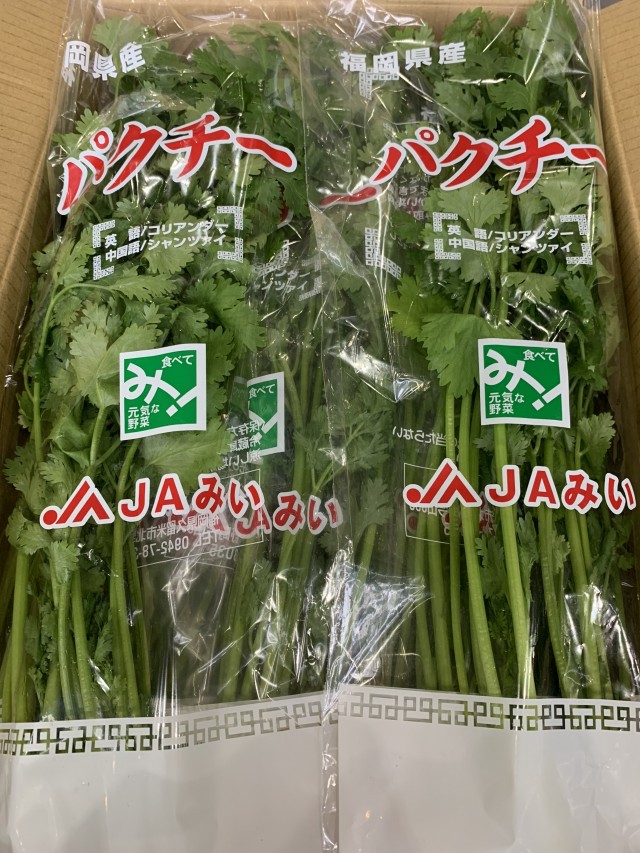 岡県産
パクチー
英 語/コリアンダー
中国語/シャンツァイ
食べて
み!
元気な
野菜
JAみい
福岡県産
パクチー
英 語/コリアンダー
中国語/シャンツァイ
食べて
み!
元気な
野菜
JAみい